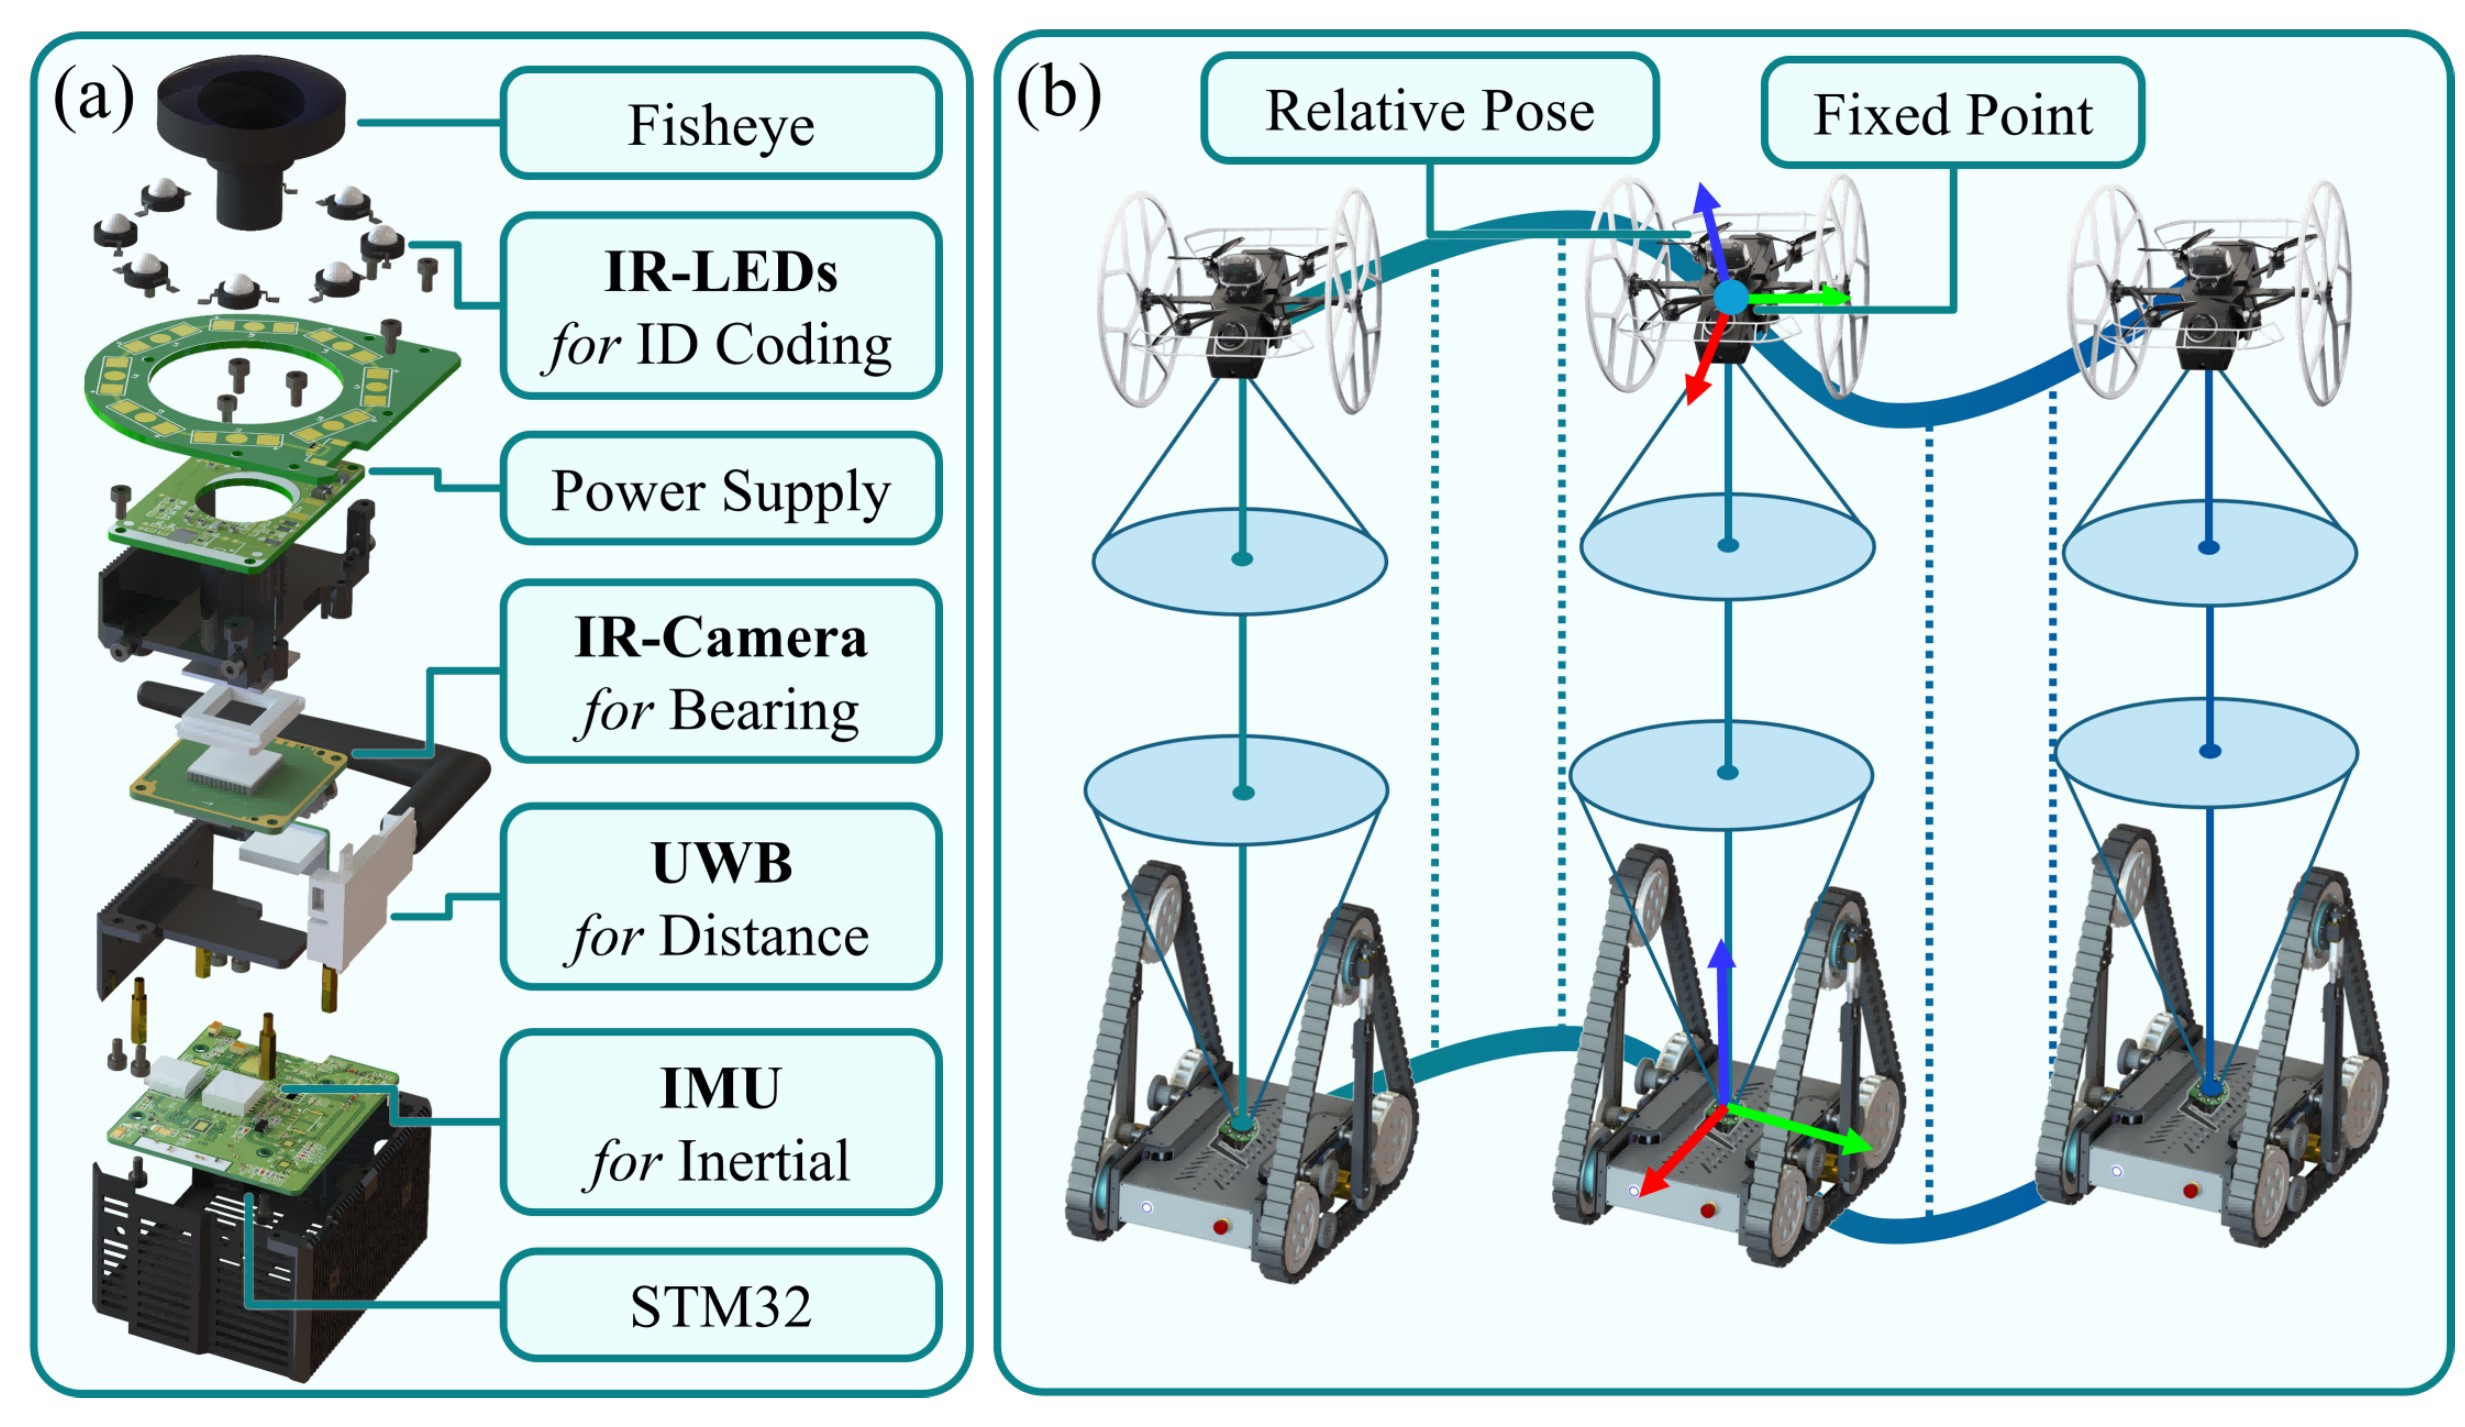 (a)
Fisheye
IR-LEDs
for ID Coding
Power Supply
IR-Camera
for Bearing
UWB
for Distance
IMU
for Inertial
STM32
(b)
Relative Pose
Fixed Point